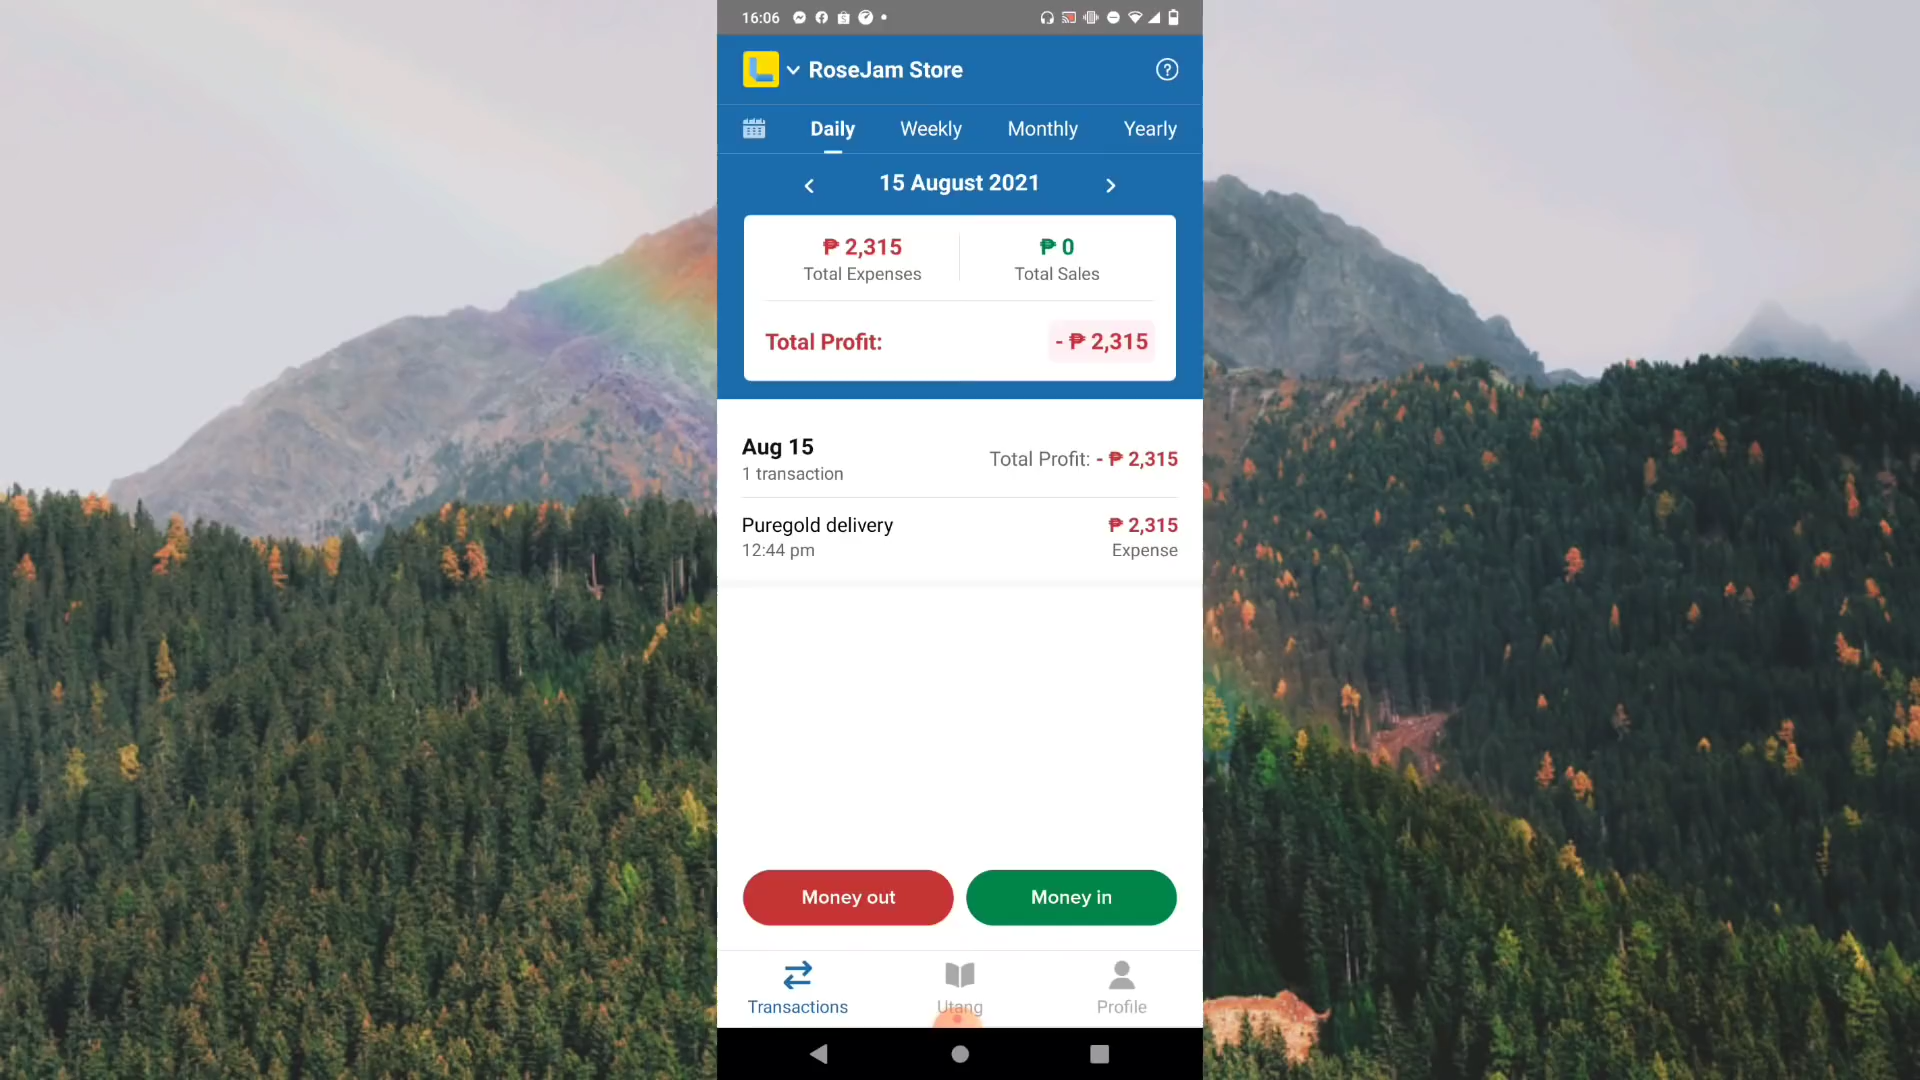 16:06
RoseJam Store
Daily Weekly Monthly Yearly
15 August 2021
₱ 2,315
Total Expenses
₱ 0
Total Sales
Total Profit: - ₱ 2,315
Aug 15
1 transaction
Total Profit: - ₱ 2,315
Puregold delivery
12:44 pm
₱ 2,315
Expense
Money out
Money in
Transactions
Utang
Profile